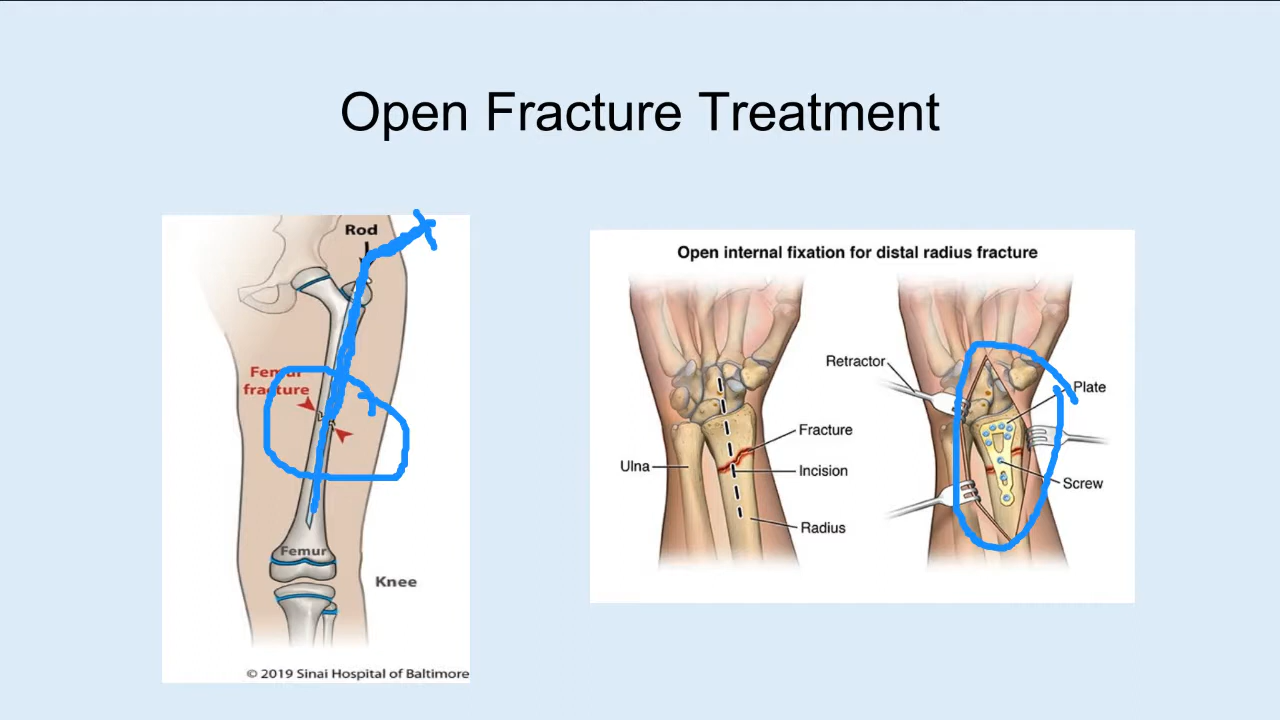 Open Fracture Treatment
Rod
Femur
fracture
Femur
Knee
© 2019 Sinai Hospital of Baltimore
Open internal fixation for distal radius fracture
Retractor
Plate
Fracture
Ulna
Incision
Screw
Radius